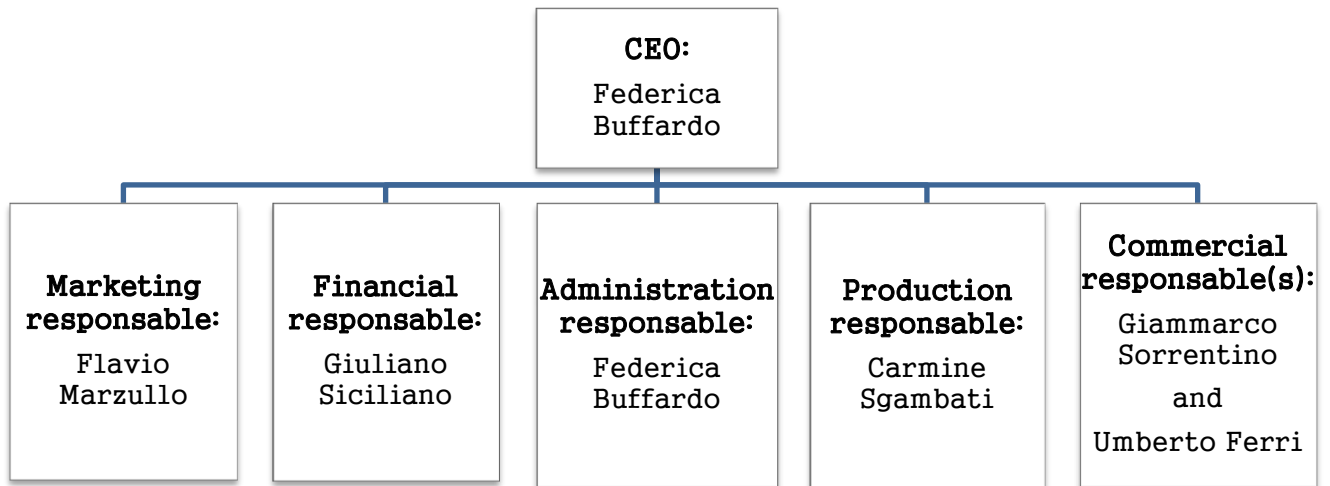 CEO:
Federica
Buffardo
Marketing
responsable:
Flavio
Marzullo
Financial
responsable:
Giuliano
Siciliano
Administration
responsable:
Federica
Buffardo
Production
responsable:
Carmine
Sgambati
Commercial
responsable(s):
Giammarco
Sorrentino
and
Umberto Ferri